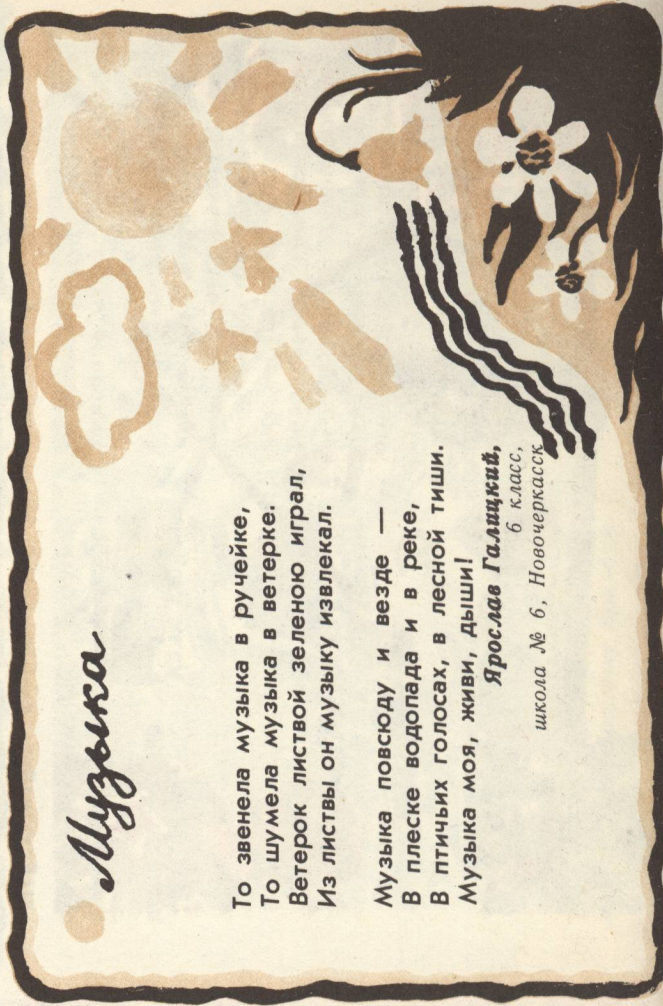 Музыка
То звенела музыка в ручейке,
То шумела музыка в ветерке.
Ветерок листвой зеленою играл,
Из листвы он музыку извлекал.
Музыка повсюду и везде —
В плеске водопада и в реке,
В птичьих голосах, в лесной тиши.
Музыка моя, живи, дыши!
Ярослав Галицкий,
6 класс,
школа № 6, Новочеркасск